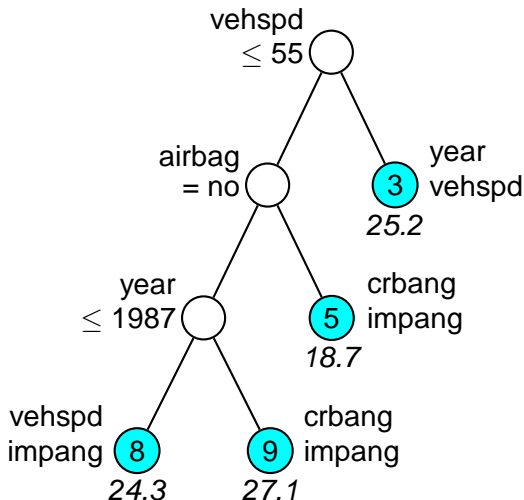 vehspd
≤ 55
airbag
= no
year
3 vehspd
25.2
year
≤ 1987
crbang
5 impang
18.7
vehspd
impang 8
24.3
crbang
9 impang
27.1